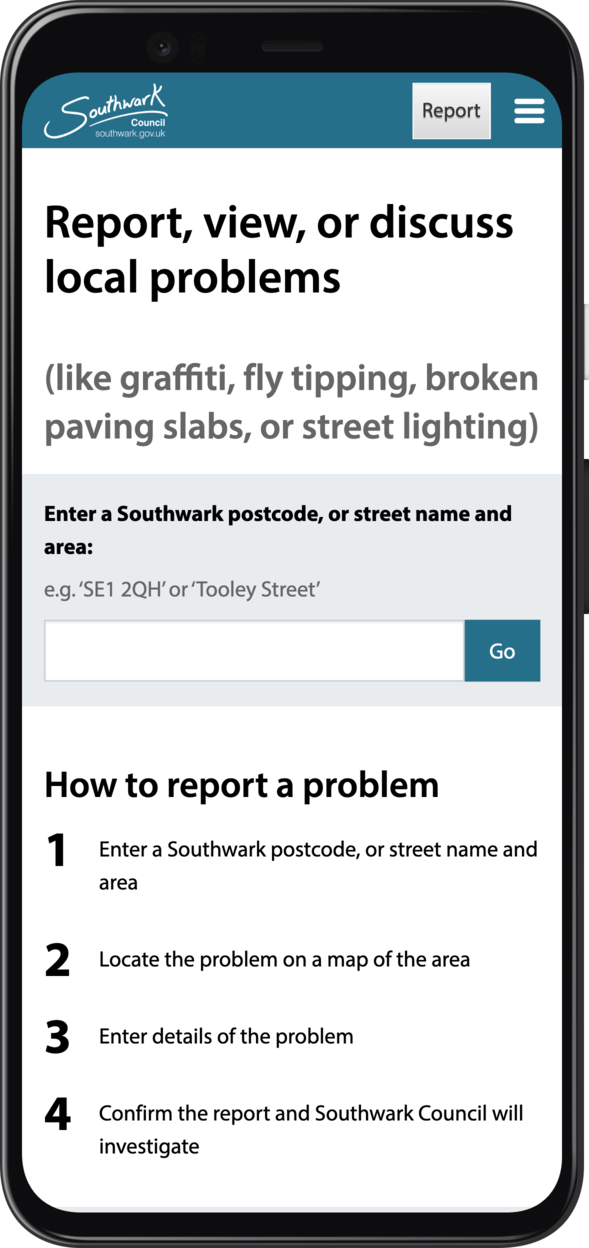 Southwark
Council
southwark.gov.uk
Report
Report, view, or discuss
local problems
(like graffiti, fly tipping, broken
paving slabs, or street lighting)
Enter a Southwark postcode, or street name and
area:
e.g. ‘SE1 2QH’ or ‘Tooley Street’
Go
How to report a problem
1 Enter a Southwark postcode, or street name and
area
2 Locate the problem on a map of the area
3 Enter details of the problem
4 Confirm the report and Southwark Council will
investigate